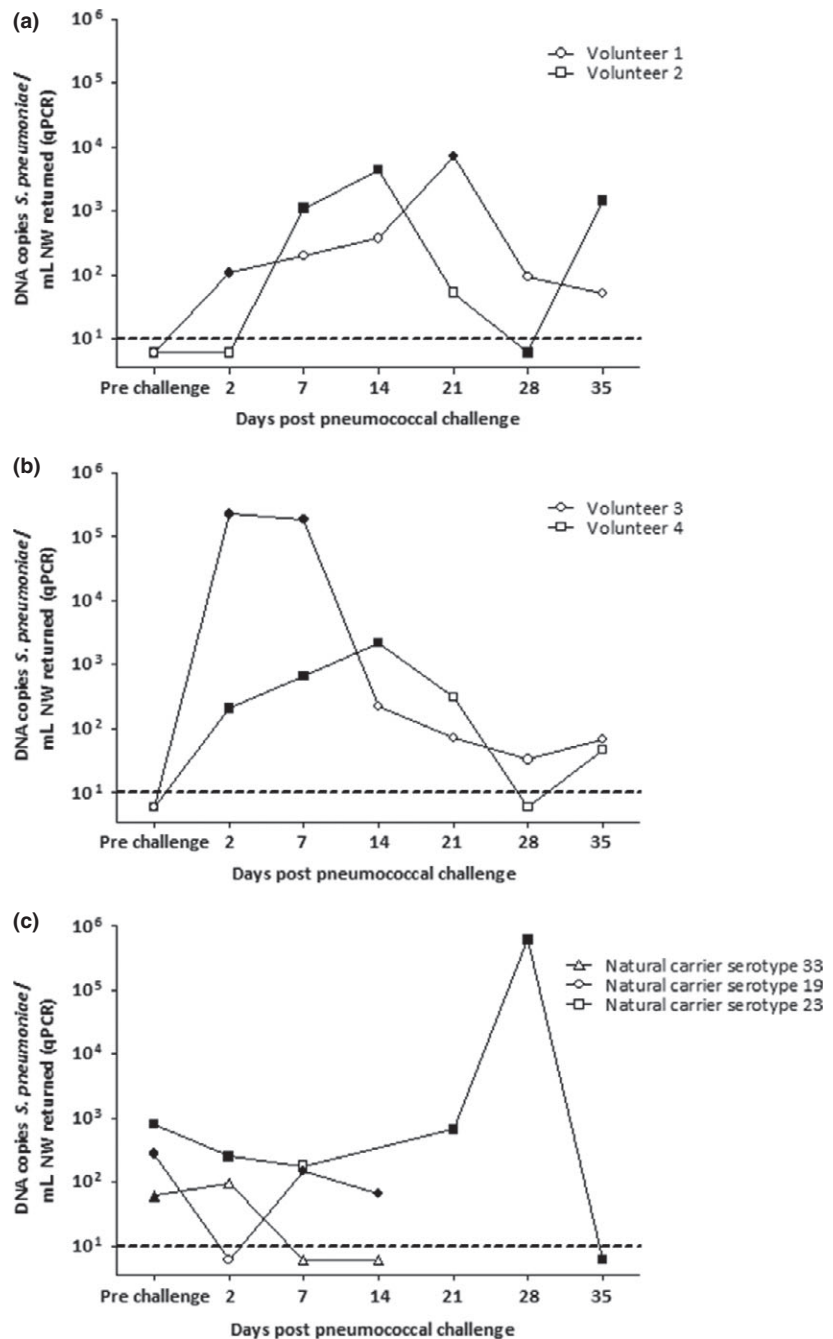 (a)
DNA copies S. pneumoniae/
mL NW returned (qPCR)
10⁶
10⁵
10⁴
10³
10²
10¹
Volunteer 1
Volunteer 2
Pre challenge 2 7 14 21 28 35
Days post pneumococcal challenge
(b)
DNA copies S. pneumoniae/
mL NW returned (qPCR)
10⁶
10⁵
10⁴
10³
10²
10¹
Volunteer 3
Volunteer 4
Pre challenge 2 7 14 21 28 35
Days post pneumococcal challenge
(c)
DNA copies S. pneumoniae/
mL NW returned (qPCR)
10⁶
10⁵
10⁴
10³
10²
10¹
Natural carrier serotype 33
Natural carrier serotype 19
Natural carrier serotype 23
Pre challenge 2 7 14 21 28 35
Days post pneumococcal challenge